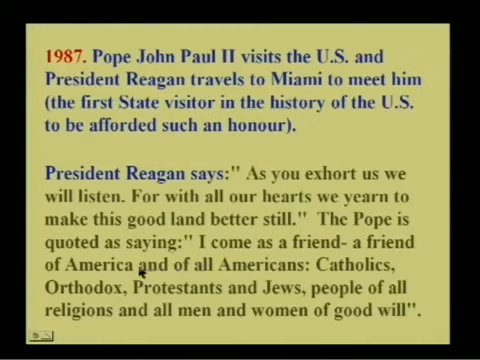 1987. Pope John Paul II visits the U.S. and
President Reagan travels to Miami to meet him
(the first State visitor in the history of the U.S.
to be afforded such an honour).
President Reagan says:" As you exhort us we
will listen. For with all our hearts we yearn to
make this good land better still." The Pope is
quoted as saying:" I come as a friend- a friend
of America and of all Americans: Catholics,
Orthodox, Protestants and Jews, people of all
religions and all men and women of good will".